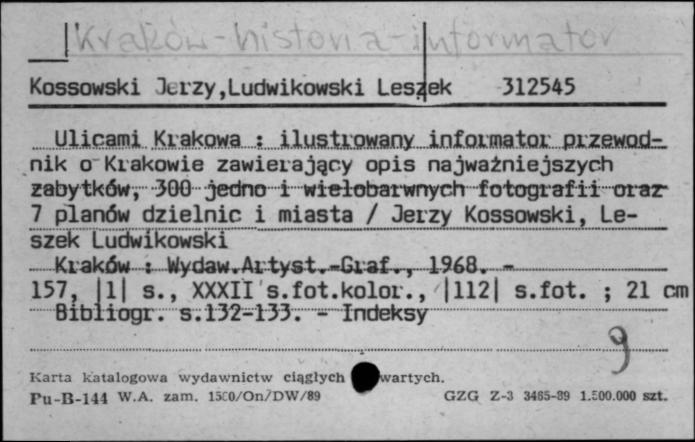 Kraków-historia-informator
Kossowski Jerzy,Ludwikowski Leszek 312545
Ulicami Krakowa : ilustrowany informator przewod-
nik o Krakowie zawierający opis najważniejszych
zabytków, 300 jedno i wielobarwnych fotografii oraz
7 planów dzielnic i miasta / Jerzy Kossowski, Le-
szek Ludwikowski
Kraków : Wydaw.Artyst.-Graf., 1968. -
157, |1| s., XXXII s.fot.kolor., |112| s.fot. ; 21 cm
Bibliogr. s.132-133. - Indeksy
9
Karta katalogowa wydawnictw ciągłych wartych.
Pu-B-144 W.A. zam. 1500/On/DW/89 GZG Z-3 3465-89 1.500.000 szt.